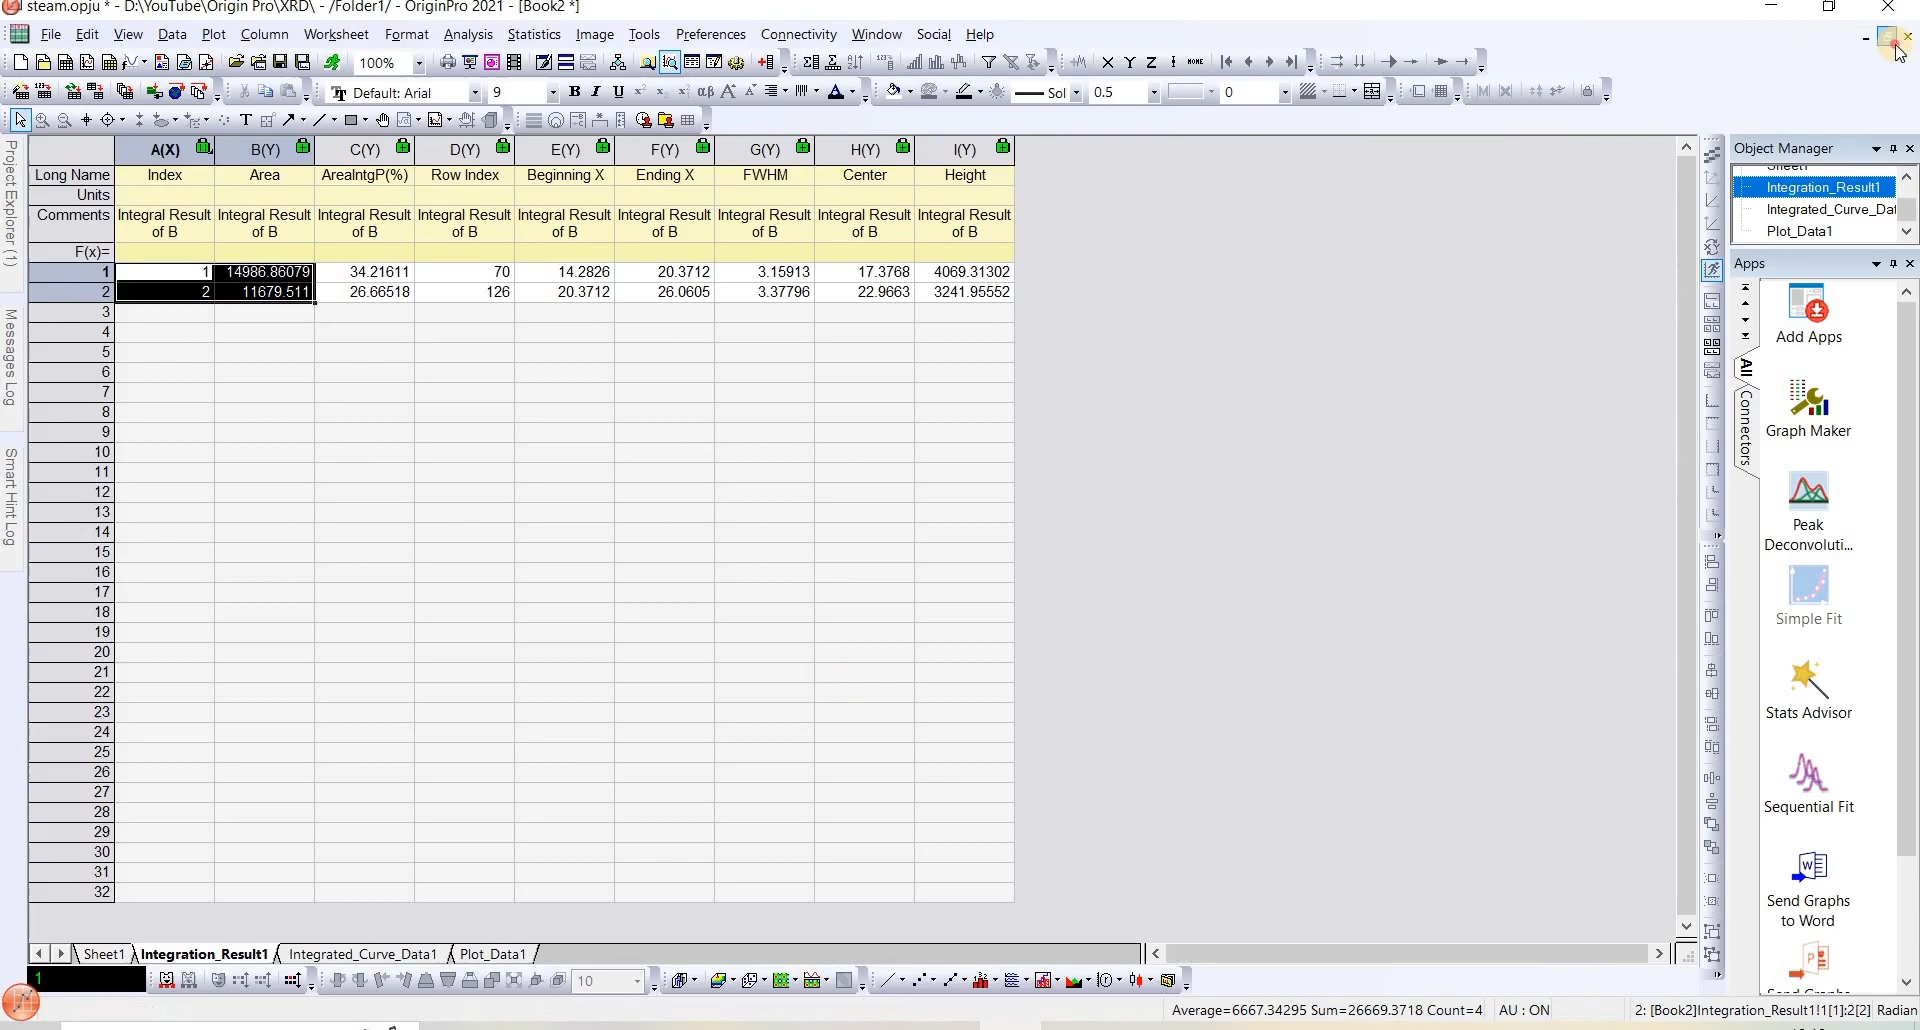 steam.opju * - D:\YouTube\Origin Pro\XRD\ - /Folder1/ - OriginPro 2021 - [Book2 *]
File Edit View Data Plot Column Worksheet Format Analysis Statistics Image Tools Preferences Connectivity Window Social Help
100%
Default: Arial 9 B I U Sol 0.5 0
Project Explorer (1)
Messages Log
Smart Hint Log
A(X) B(Y) C(Y) D(Y) E(Y) F(Y) G(Y) H(Y) I(Y)
Long Name Index Area AreaIntgP(%) Row Index Beginning X Ending X FWHM Center Height
Units
Comments Integral Result of B Integral Result of B Integral Result of B Integral Result of B Integral Result of B Integral Result of B Integral Result of B Integral Result of B Integral Result of B
F(x)=
1 1 14986.86079 34.21611 70 14.2826 20.3712 3.15913 17.3768 4069.31302
2 2 11679.511 26.66518 126 20.3712 26.0605 3.37796 22.9663 3241.95552
3
4
5
6
7
8
9
10
11
12
13
14
15
16
17
18
19
20
21
22
23
24
25
26
27
28
29
30
31
32
Object Manager
Integration_Result1
Integrated_Curve_Dat
Plot_Data1
Apps
All
Connectors
Add Apps
Graph Maker
Peak
Deconvoluti...
Simple Fit
Stats Advisor
Sequential Fit
Send Graphs
to Word
Sheet1 Integration_Result1 Integrated_Curve_Data1 Plot_Data1
1 10
Average=6667.34295 Sum=26669.3718 Count=4 AU : ON 2: [Book2]Integration_Result1!1[1]:2[2] Radian